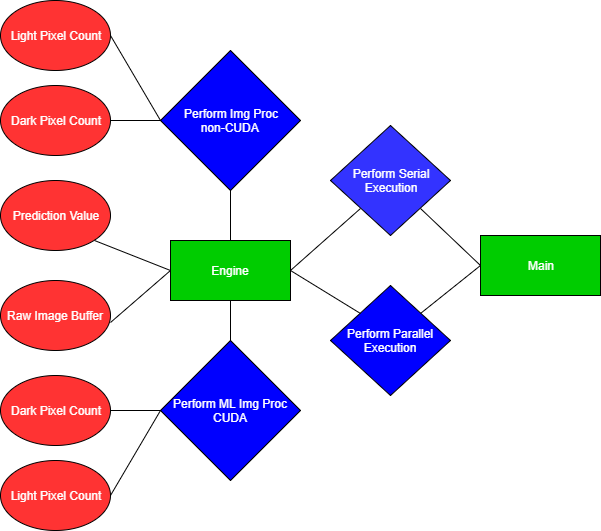 Light Pixel Count
Dark Pixel Count
Perform Img Proc
non-CUDA
Perform Serial
Execution
Prediction Value
Engine
Main
Raw Image Buffer
Perform Parallel
Execution
Dark Pixel Count
Perform ML Img Proc
CUDA
Light Pixel Count